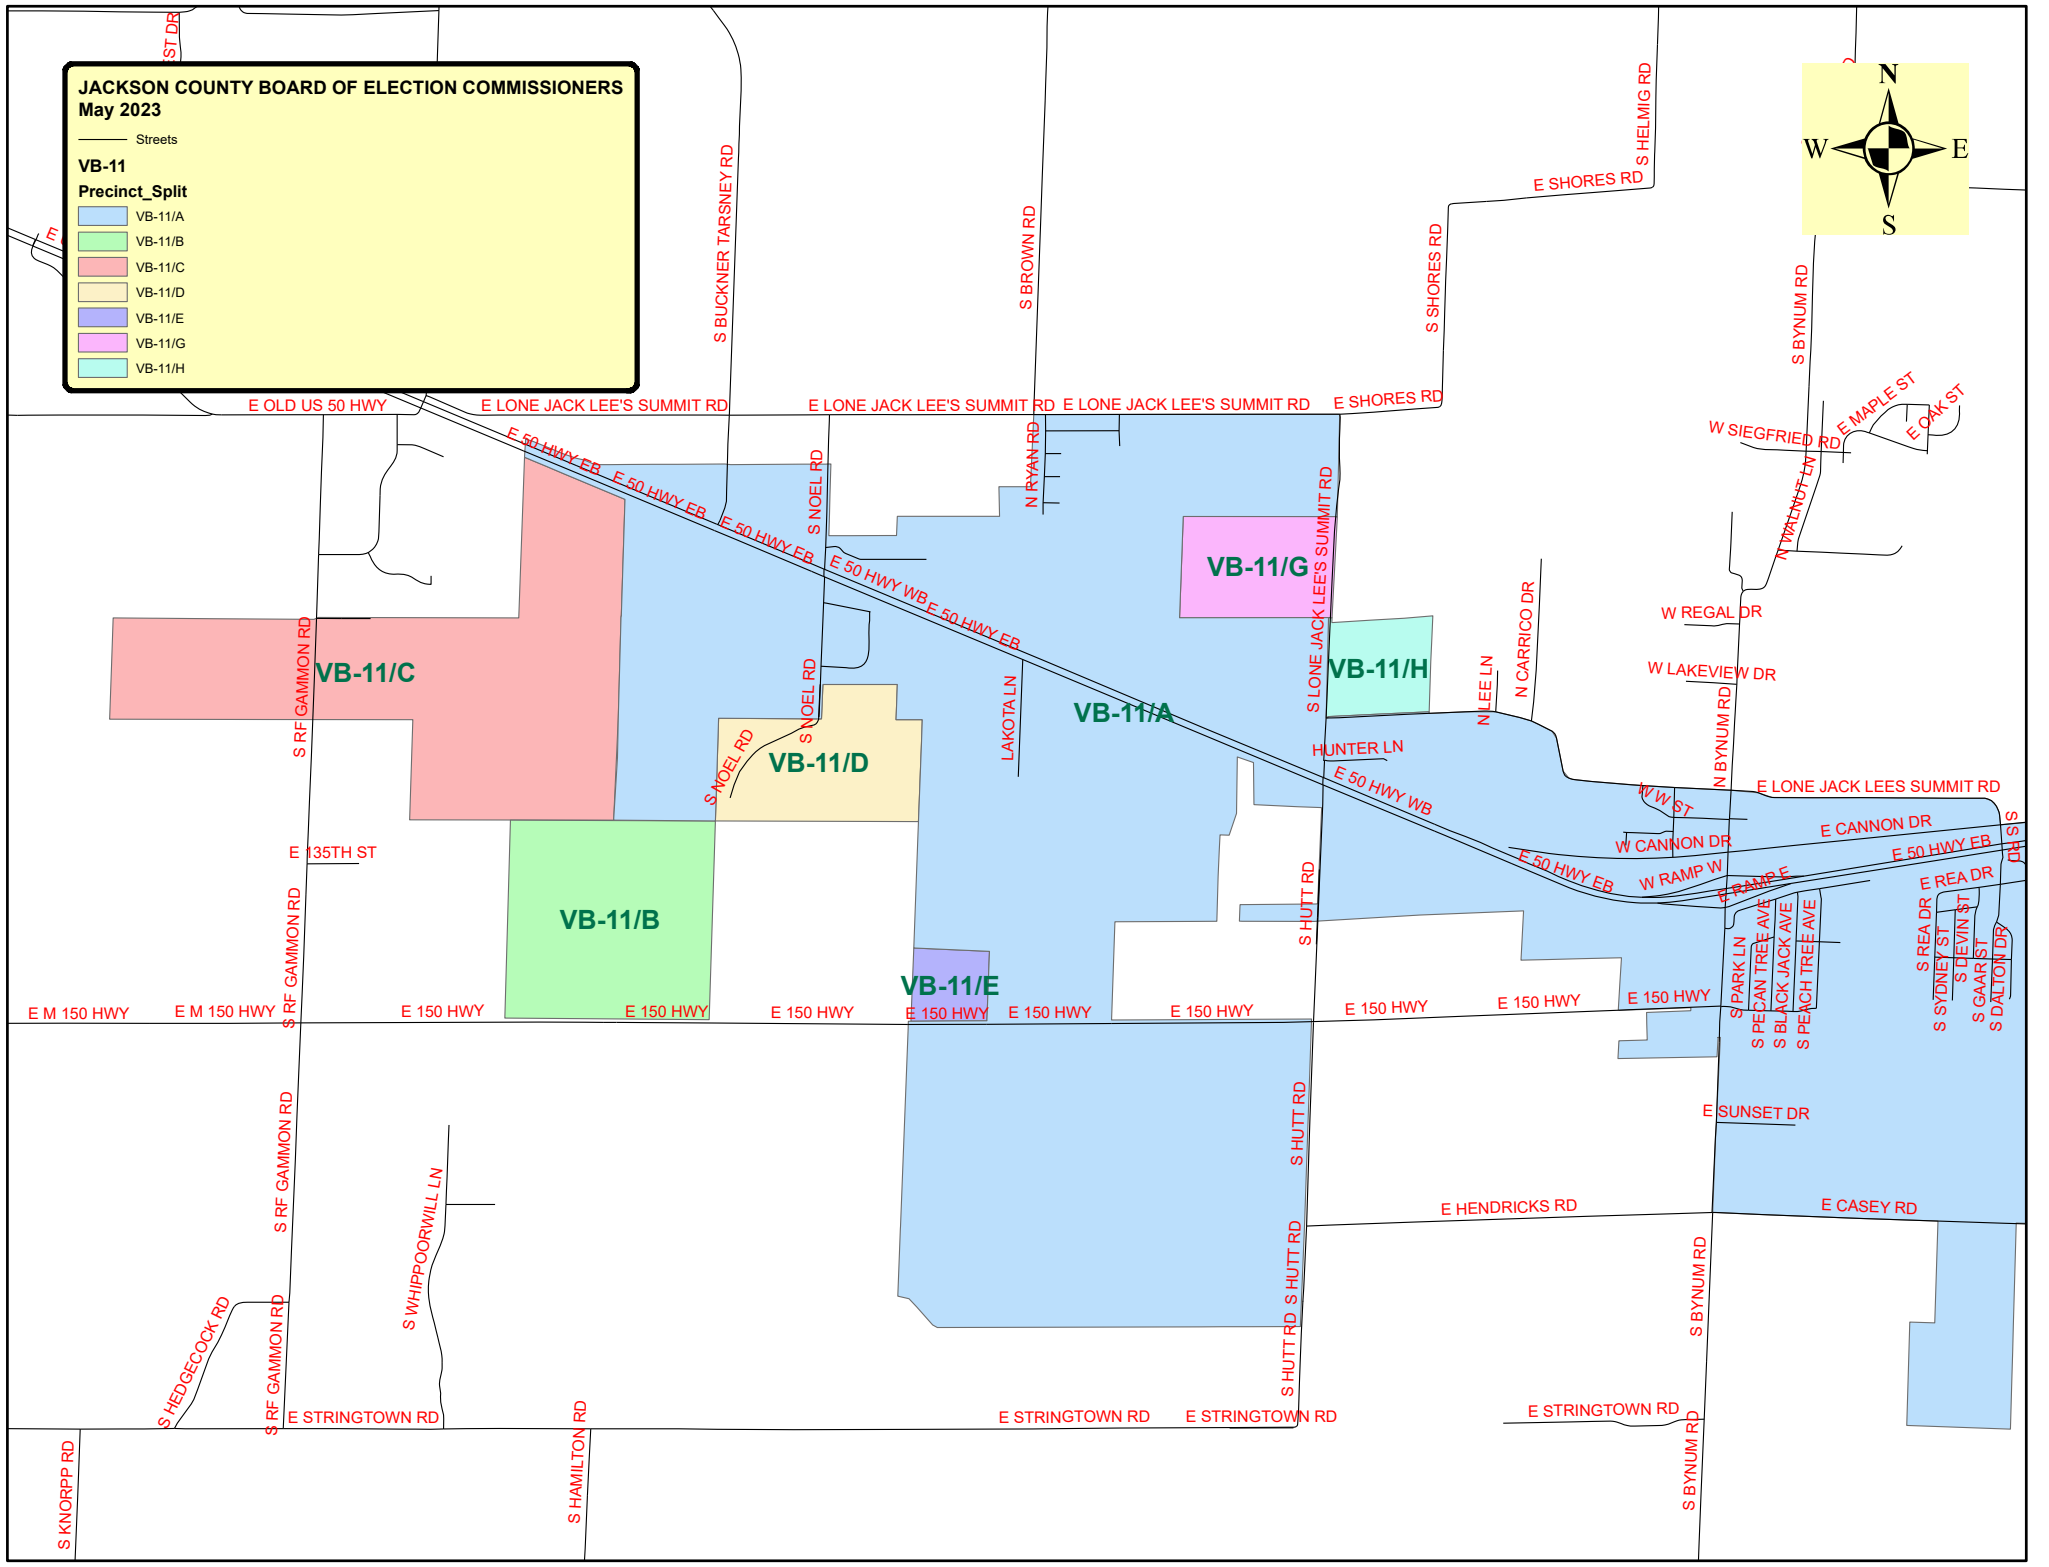 EST DR
JACKSON COUNTY BOARD OF ELECTION COMMISSIONERS
May 2023
Streets
VB-11
Precinct_Split
VB-11/A
VB-11/B
VB-11/C
VB-11/D
VB-11/E
VB-11/G
VB-11/H
N
W
E
S
S HELMIG RD
E SHORES RD
S BUCKNER TARSNEY RD
S BROWN RD
S SHORES RD
S BYNUM RD
E OLD US 50 HWY
E LONE JACK LEE'S SUMMIT RD
E LONE JACK LEE'S SUMMIT RD
E LONE JACK LEE'S SUMMIT RD
E SHORES RD
E MAPLE ST
E OAK ST
W SIEGFRIED RD
N WALNUT LN
E 50 HWY EB
E 50 HWY EB
E 50 HWY EB
E 50 HWY WB
E 50 HWY EB
S NOEL RD
N RYAN RD
S LONE JACK LEE'S SUMMIT RD
S LONE JACK LEE'S SUMMIT RD
VB-11/G
N CARRICO DR
W REGAL DR
S RF GAMMON RD
VB-11/C
S NOEL RD
VB-11/H
N LEE LN
W LAKEVIEW DR
N BYNUM RD
LAKOTA LN
VB-11/A
S RF GAMMON RD
S NOEL RD
VB-11/D
HUNTER LN
E 50 HWY WB
E LONE JACK LEES SUMMIT RD
W W ST
E CANNON DR
W CANNON DR
E 50 HWY EB
E 50 HWY EB
W RAMP W
E RAMP E
S S RD
E REA DR
E 135TH ST
S RF GAMMON RD
VB-11/B
S HUTT RD
VB-11/E
S PARK LN
S PECAN TREE AVE
S BLACK JACK AVE
S PEACH TREE AVE
S REA DR
S SYDNEY ST
S DEVIN ST
S GAAR ST
S DALTON DR
E M 150 HWY
E M 150 HWY
E 150 HWY
E 150 HWY
E 150 HWY
E 150 HWY
E 150 HWY
E 150 HWY
E 150 HWY
E 150 HWY
E 150 HWY
S RF GAMMON RD
S HUTT RD
E SUNSET DR
S WHIPPOORWILL LN
E HENDRICKS RD
E CASEY RD
S HUTT RD
S BYNUM RD
S HEDGECOCK RD
S RF GAMMON RD
S HUTT RD
E STRINGTOWN RD
E STRINGTOWN RD
E STRINGTOWN RD
E STRINGTOWN RD
S KNORPP RD
S HAMILTON RD
S BYNUM RD